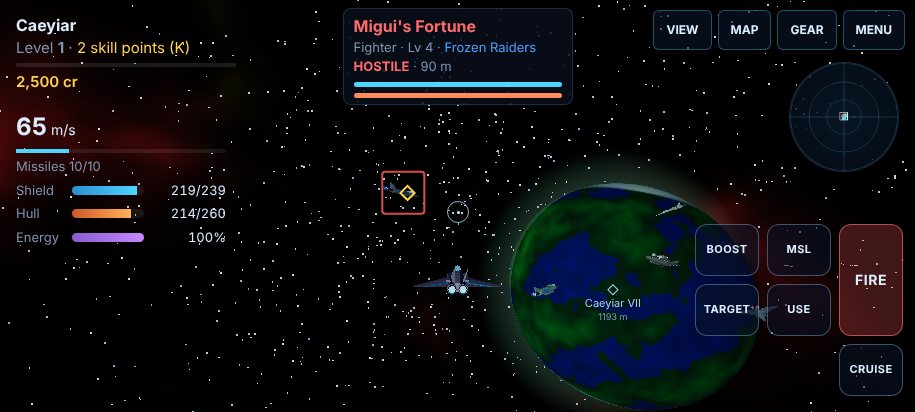 Caeyiar
Level 1 · 2 skill points (K)
2,500 cr
65 m/s
Missiles 10/10
Shield 219/239
Hull 214/260
Energy 100%
Migui's Fortune
Fighter · Lv 4 · Frozen Raiders
HOSTILE · 90 m
VIEW
MAP
GEAR
MENU
Caeyiar VII
1193 m
BOOST
MSL
FIRE
TARGET
USE
CRUISE